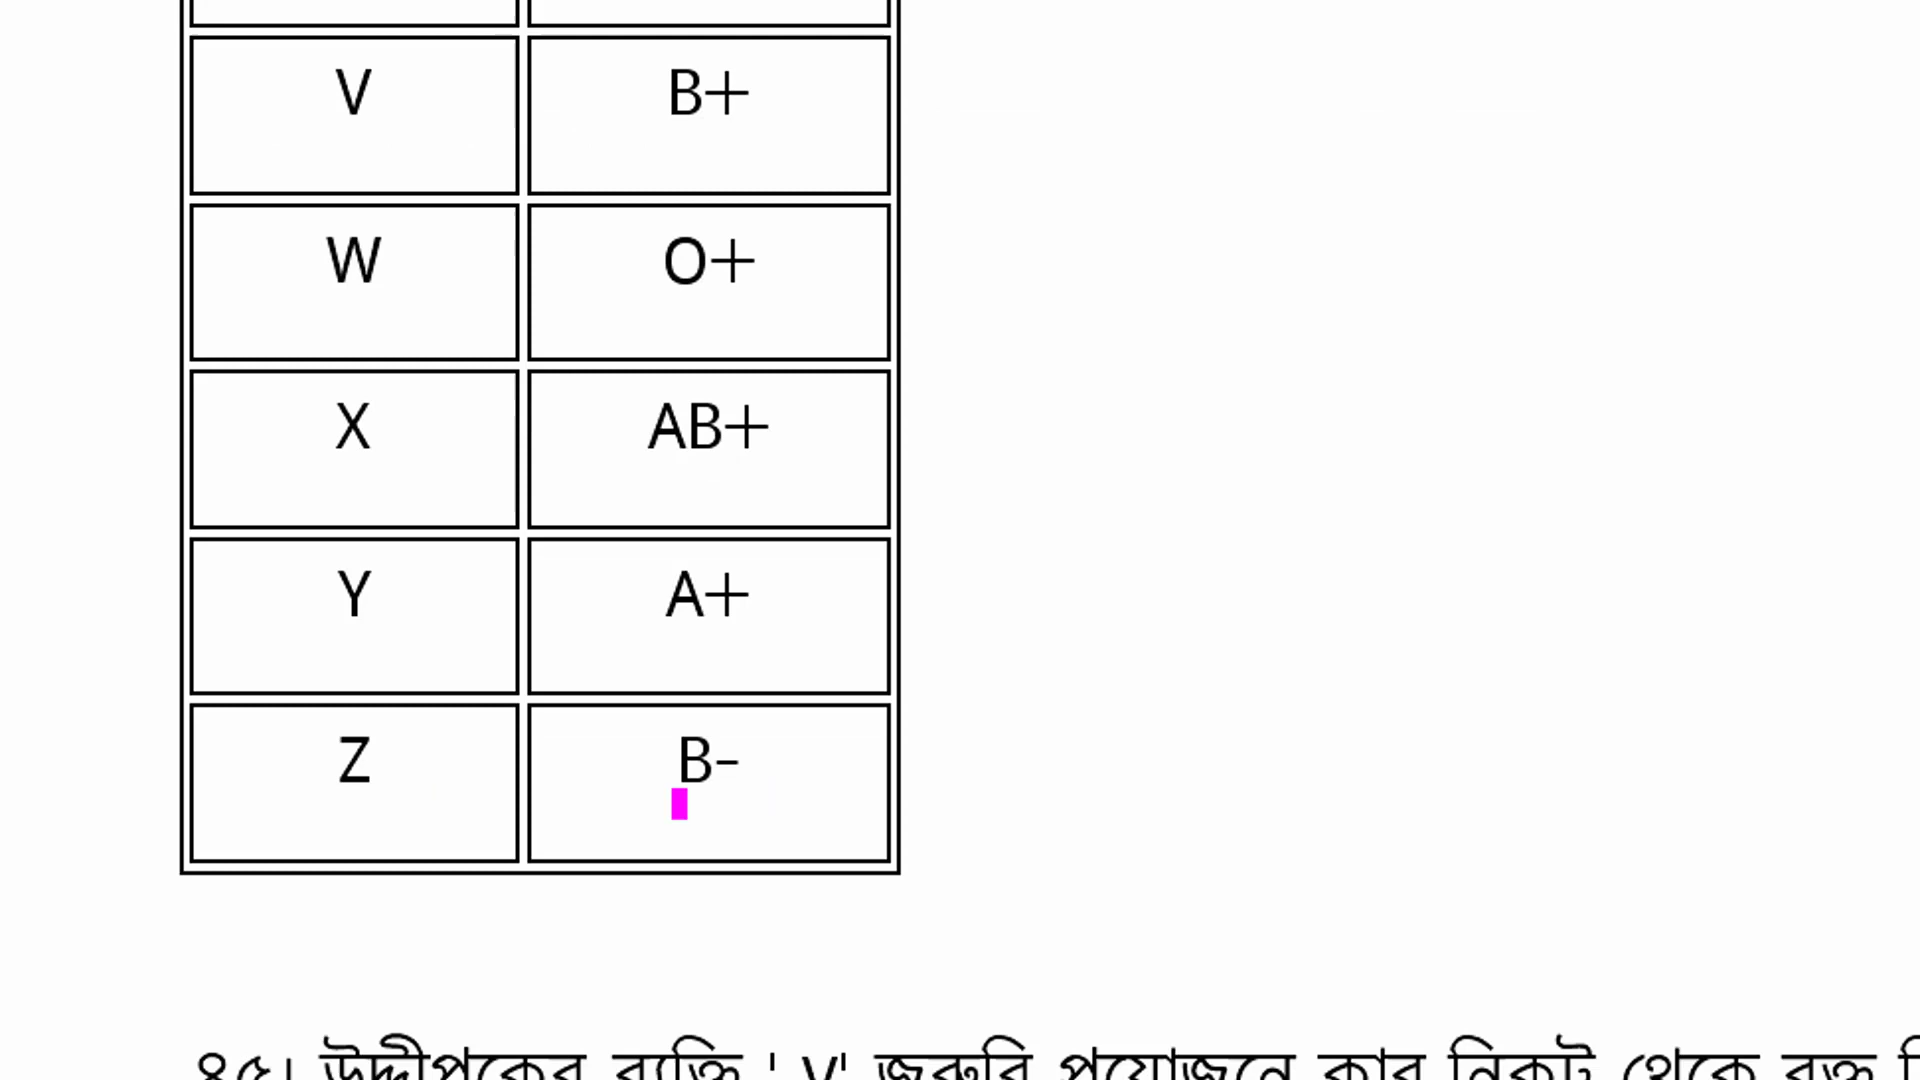 V B+
W O+
X AB+
Y A+
Z B-
৪৫। উদ্দীপকের ব্যক্তি ' V' জরুরি প্রয়োজনে কার নিকট থেকে রক্ত